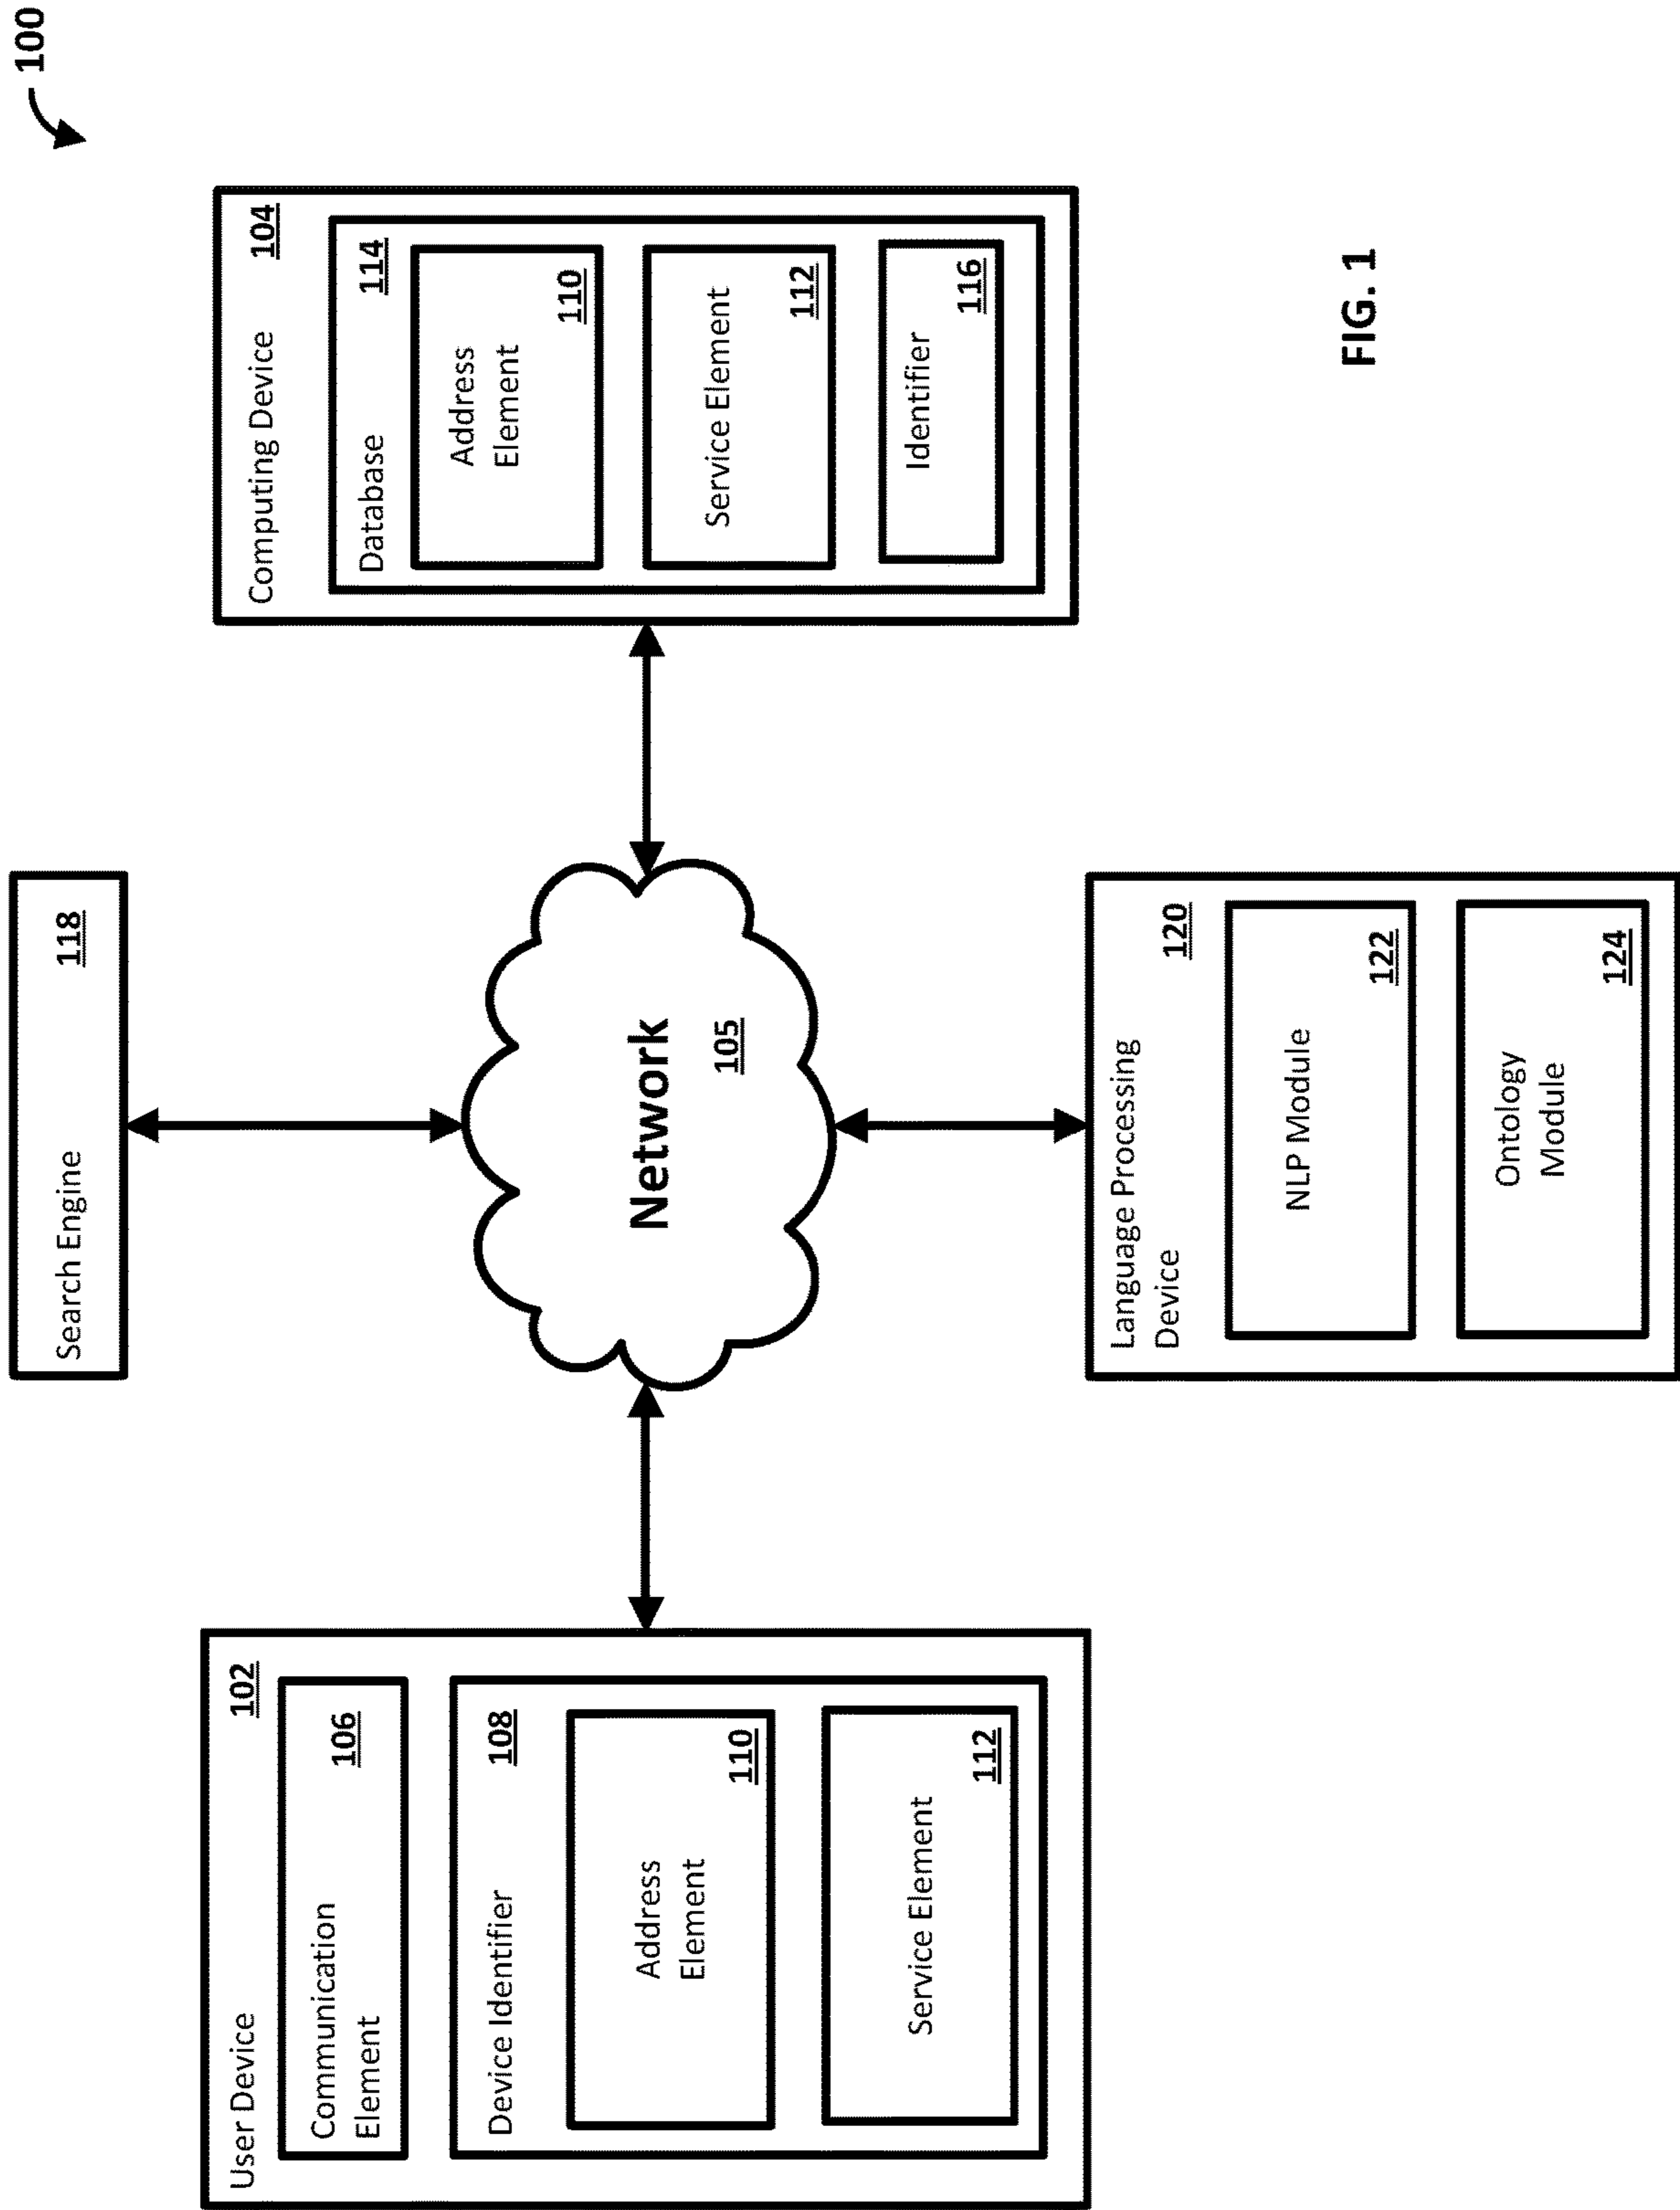 100
Search Engine 118
User Device 102
Communication
Element
106
Device Identifier 108
Address
Element
110
Service Element
112
Network
105
Computing Device 104
Database 114
Address
Element
110
Service Element
112
Identifier
116
Language Processing
Device
120
NLP Module
122
Ontology
Module
124
FIG. 1